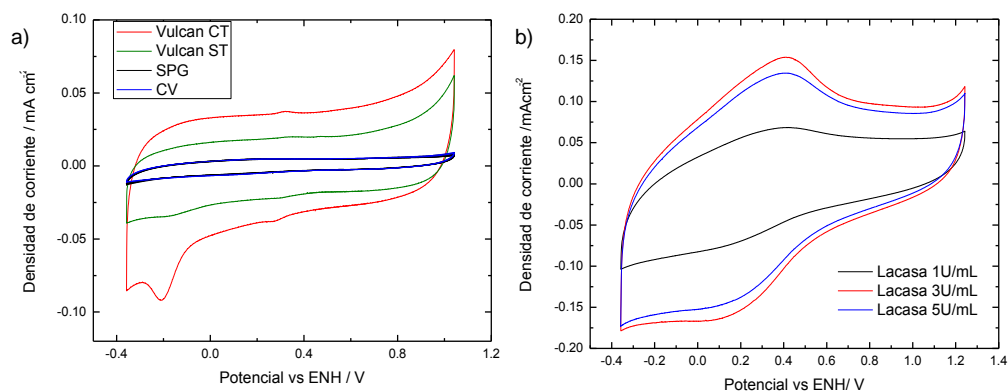 a)
Vulcan CT
Vulcan ST
SPG
CV
Densidad de corriente / mA cm²
0.10
0.05
0.00
-0.05
-0.10
-0.4
0.0
0.4
0.8
1.2
Potencial vs ENH / V
b)
Densidad de corriente/mAcm²
0.20
0.15
0.10
0.05
0.00
-0.05
-0.10
-0.15
-0.20
Lacasa 1U/mL
Lacasa 3U/mL
Lacasa 5U/mL
-0.4
-0.2
0.0
0.2
0.4
0.6
0.8
1.0
1.2
1.4
Potencial vs ENH/ V